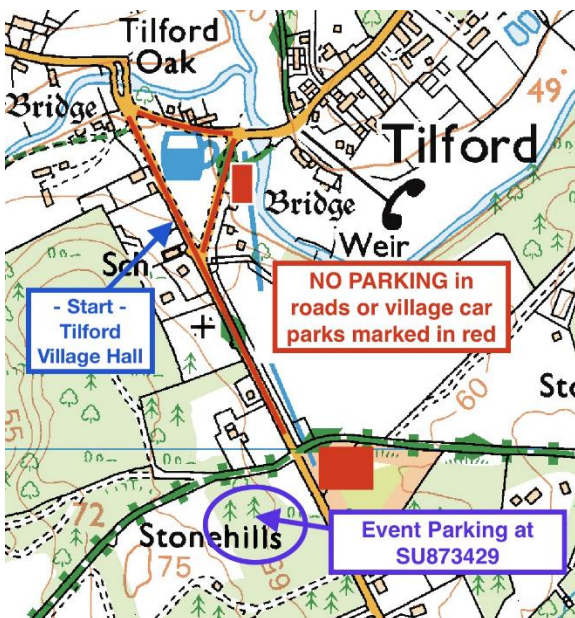 Tilford
Oak
49
Bridge
Tilford
Bridge
Weir
Sch
- Start -
Tilford
Village Hall
NO PARKING in
roads or village car
parks marked in red
60
Sto
55
72
Event Parking at
SU873429
Stonehills
75
59